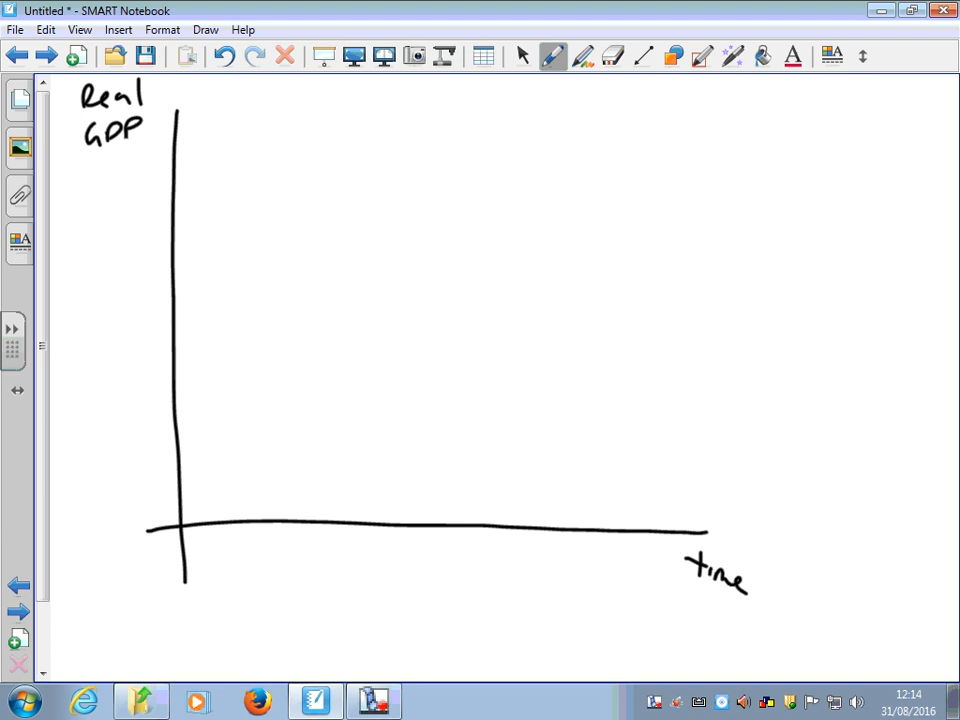 Untitled * - SMART Notebook
File Edit View Insert Format Draw Help
Real
GDP
time
12:14
31/08/2016